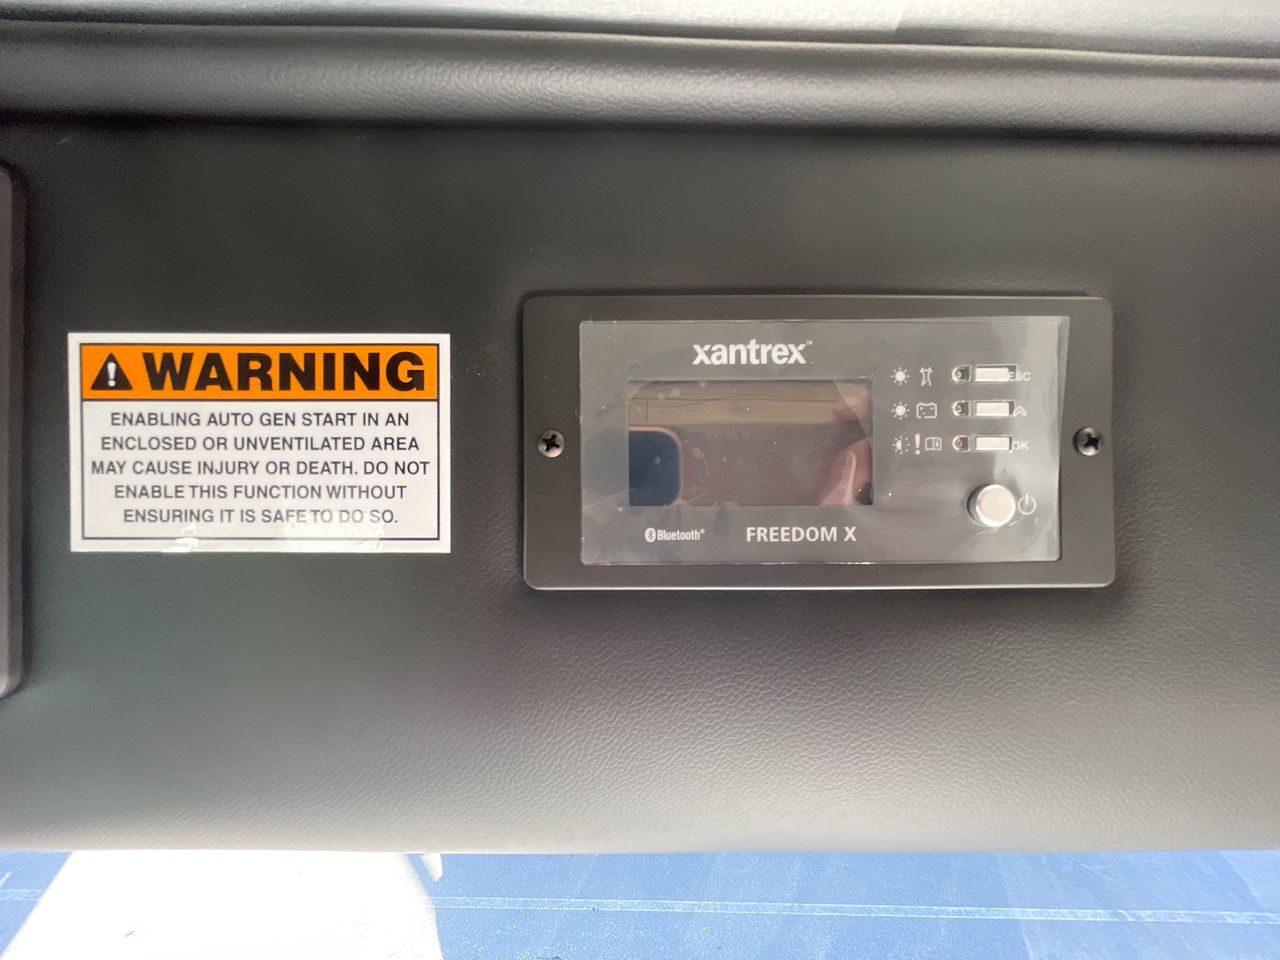 WARNING
ENABLING AUTO GEN START IN AN
ENCLOSED OR UNVENTILATED AREA
MAY CAUSE INJURY OR DEATH. DO NOT
ENABLE THIS FUNCTION WITHOUT
ENSURING IT IS SAFE TO DO SO.
xantrex™
ESC
OK
Bluetooth®
FREEDOM X